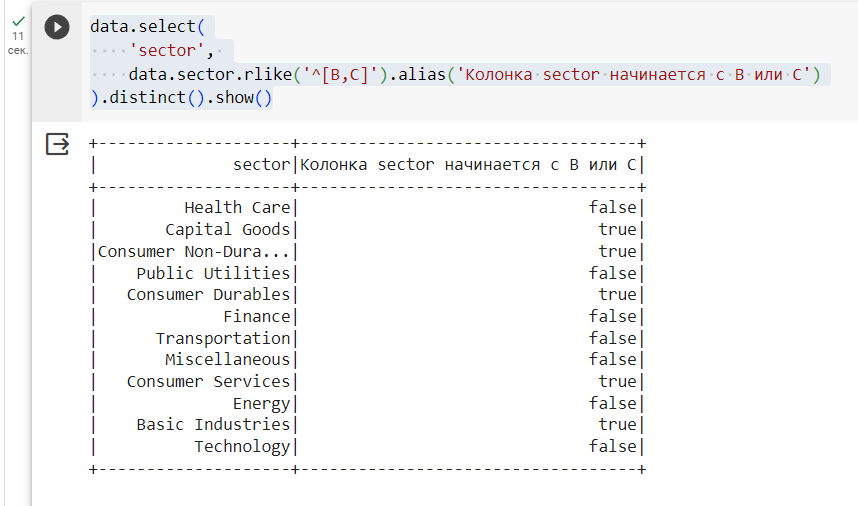 11
сек.
data.select(
    'sector',
    data.sector.rlike('^[B,C]').alias('Колонка sector начинается с B или C')
).distinct().show()
+--------------------+-----------------------------------+
|              sector|Колонка sector начинается с B или C|
+--------------------+-----------------------------------+
|         Health Care|                              false|
|       Capital Goods|                               true|
|Consumer Non-Dura...|                               true|
|    Public Utilities|                              false|
|   Consumer Durables|                               true|
|             Finance|                              false|
|      Transportation|                              false|
|       Miscellaneous|                              false|
|   Consumer Services|                               true|
|              Energy|                              false|
|    Basic Industries|                               true|
|          Technology|                              false|
+--------------------+-----------------------------------+